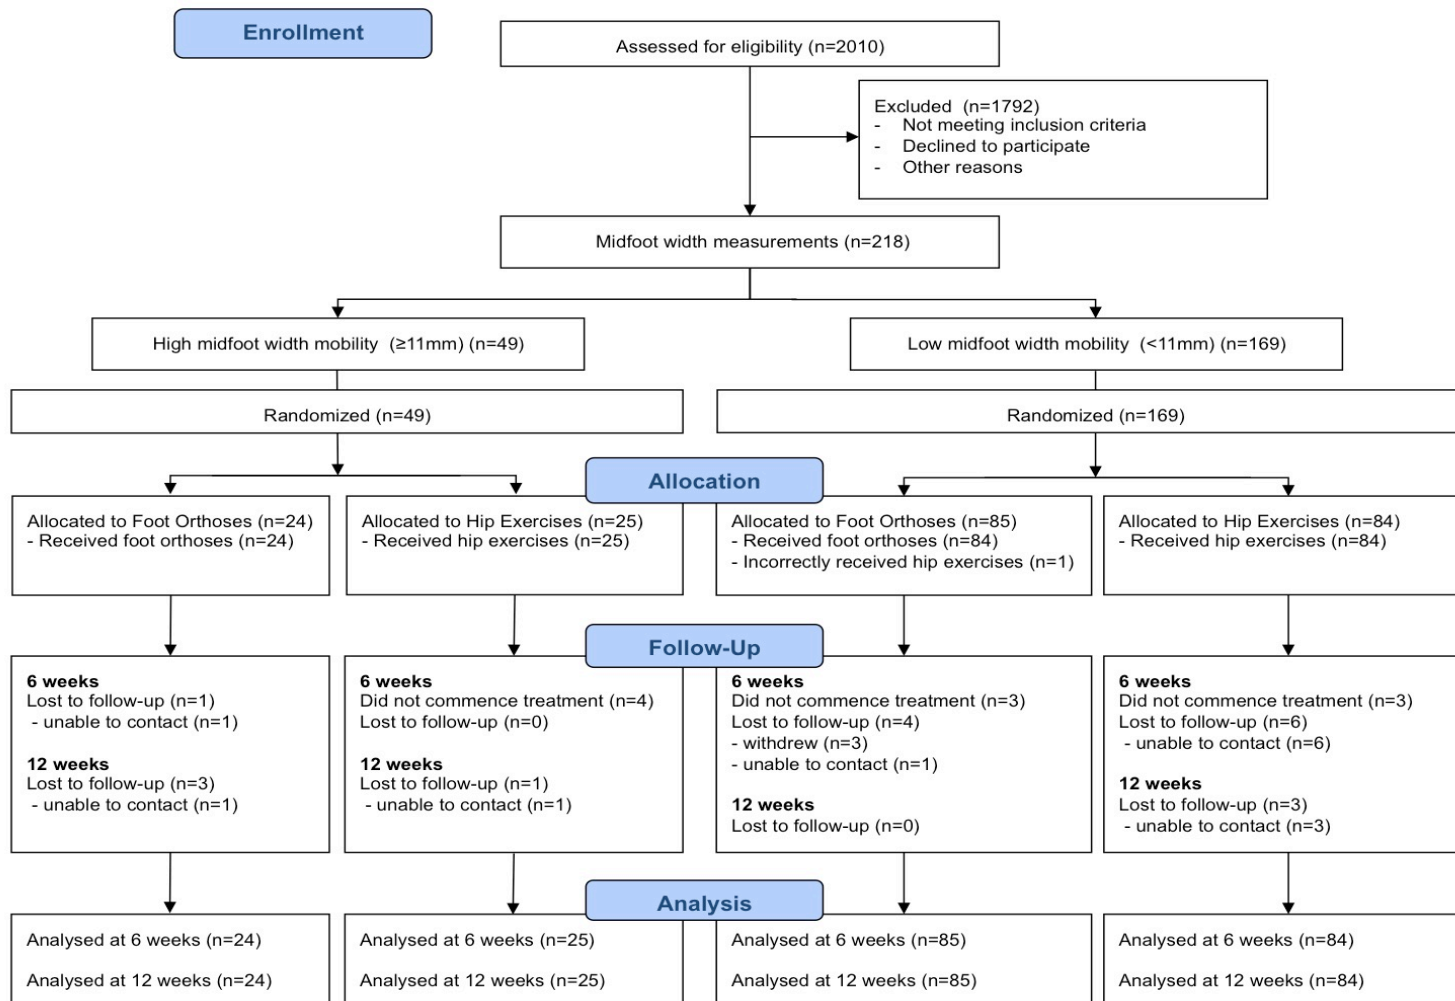 Enrollment
Assessed for eligibility (n=2010)
Excluded  (n=1792)
- Not meeting inclusion criteria
- Declined to participate
- Other reasons
Midfoot width measurements (n=218)
High midfoot width mobility  (≥11mm) (n=49)
Low midfoot width mobility  (<11mm) (n=169)
Randomized (n=49)
Randomized (n=169)
Allocation
Allocated to Foot Orthoses (n=24)
- Received foot orthoses (n=24)
Allocated to Hip Exercises (n=25)
- Received hip exercises (n=25)
Allocated to Foot Orthoses (n=85)
- Received foot orthoses (n=84)
- Incorrectly received hip exercises (n=1)
Allocated to Hip Exercises (n=84)
- Received hip exercises (n=84)
Follow-Up
6 weeks
Lost to follow-up (n=1)
- unable to contact (n=1)
12 weeks
Lost to follow-up (n=3)
- unable to contact (n=1)
6 weeks
Did not commence treatment (n=4)
Lost to follow-up (n=0)
12 weeks
Lost to follow-up (n=1)
- unable to contact (n=1)
6 weeks
Did not commence treatment (n=3)
Lost to follow-up (n=4)
- withdrew (n=3)
- unable to contact (n=1)
12 weeks
Lost to follow-up (n=0)
6 weeks
Did not commence treatment (n=3)
Lost to follow-up (n=6)
- unable to contact (n=6)
12 weeks
Lost to follow-up (n=3)
- unable to contact (n=3)
Analysis
Analysed at 6 weeks (n=24)
Analysed at 12 weeks (n=24)
Analysed at 6 weeks (n=25)
Analysed at 12 weeks (n=25)
Analysed at 6 weeks (n=85)
Analysed at 12 weeks (n=85)
Analysed at 6 weeks (n=84)
Analysed at 12 weeks (n=84)